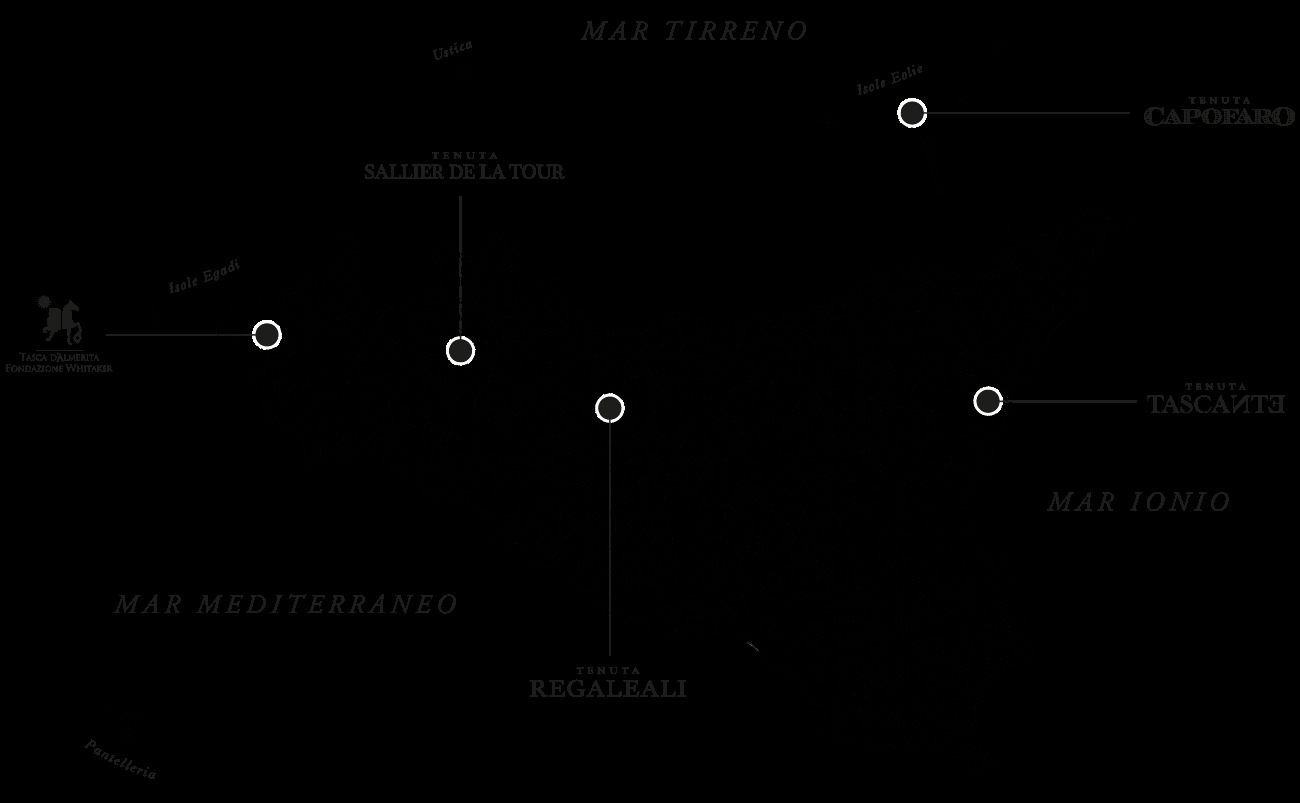 MAR TIRRENO
Ustica
Isole Eolie
TENUTA
CAPOFARO
TENUTA
SALLIER DE LA TOUR
Isole Egadi
TASCA D'ALMERITA
FONDAZIONE WHITAKER
TENUTA
TASCAИTƎ
MAR IONIO
MAR MEDITERRANEO
TENUTA
REGALEALI
Pantelleria